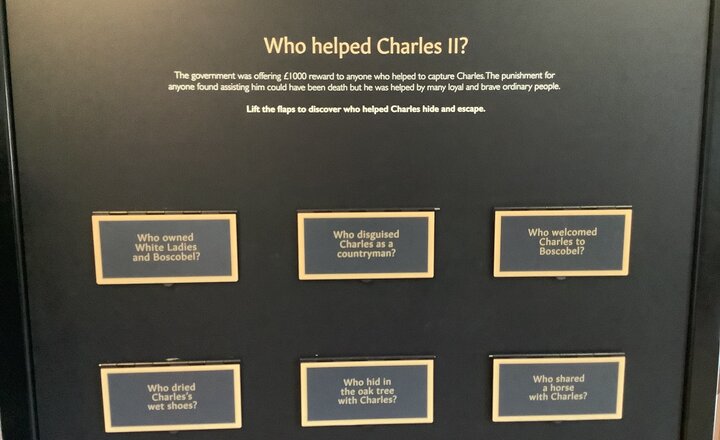 Who helped Charles II?
The government was offering £1000 reward to anyone who helped to capture Charles.The punishment for
anyone found assisting him could have been death but he was helped by many loyal and brave ordinary people.
Lift the flaps to discover who helped Charles hide and escape.
Who owned
White Ladies
and Boscobel?
Who disguised
Charles as a
countryman?
Who welcomed
Charles to
Boscobel?
Who dried
Charles's
wet shoes?
Who hid in
the oak tree
with Charles?
Who shared
a horse
with Charles?